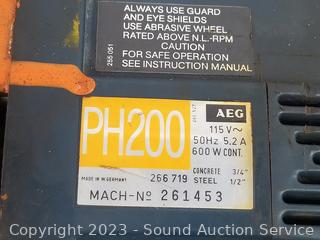 ALWAYS USE GUARD
AND EYE SHIELDS
USE ABRASIVE WHEEL
RATED ABOVE N.L.-RPM
CAUTION
FOR SAFE OPERATION
SEE INSTRUCTION MANUAL
255 051
PH200
AEG
115 V~
50Hz 5.2 A
600 W CONT.
CONCRETE 3/4"
STEEL 1/2"
MADE IN W. GERMANY
266 719
MACH-No 261453
Copyright 2023 - Sound Auction Service